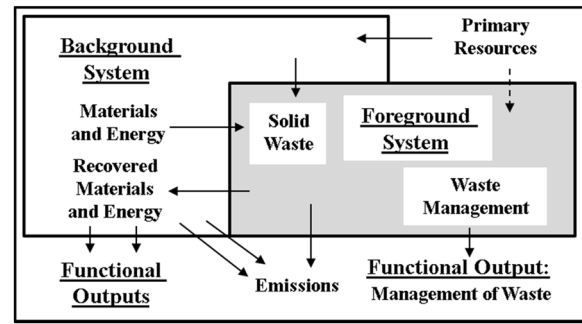 Background
System
Primary
Resources
Materials
and Energy
Solid
Waste
Foreground
System
Recovered
Materials
and Energy
Waste
Management
Functional
Outputs
Emissions
Functional Output:
Management of Waste